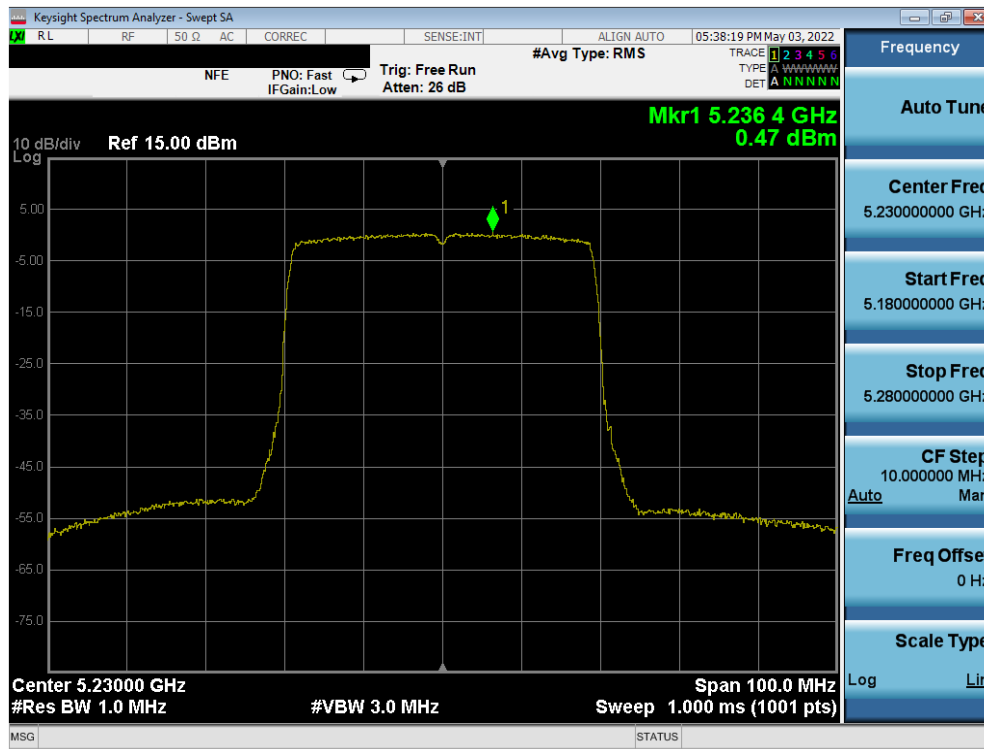 Keysight Spectrum Analyzer - Swept SA
LXI RL RF 50 Ω AC CORREC SENSE:INT ALIGN AUTO 05:38:19 PM May 03, 2022
#Avg Type: RMS
TRACE 1 2 3 4 5 6
TYPE A WWWWW
DET A N N N N N
NFE PNO: Fast Trig: Free Run
IFGain:Low Atten: 26 dB
Mkr1 5.236 4 GHz
0.47 dBm
10 dB/div Ref 15.00 dBm
Log
1
5.00
-5.00
-15.0
-25.0
-35.0
-45.0
-55.0
-65.0
-75.0
Center 5.23000 GHz Span 100.0 MHz
#Res BW 1.0 MHz #VBW 3.0 MHz Sweep 1.000 ms (1001 pts)
MSG STATUS
Frequency
Auto Tune
Center Freq
5.230000000 GHz
Start Freq
5.180000000 GHz
Stop Freq
5.280000000 GHz
CF Step
10.000000 MHz
Auto Man
Freq Offset
0 Hz
Scale Type
Log Lin